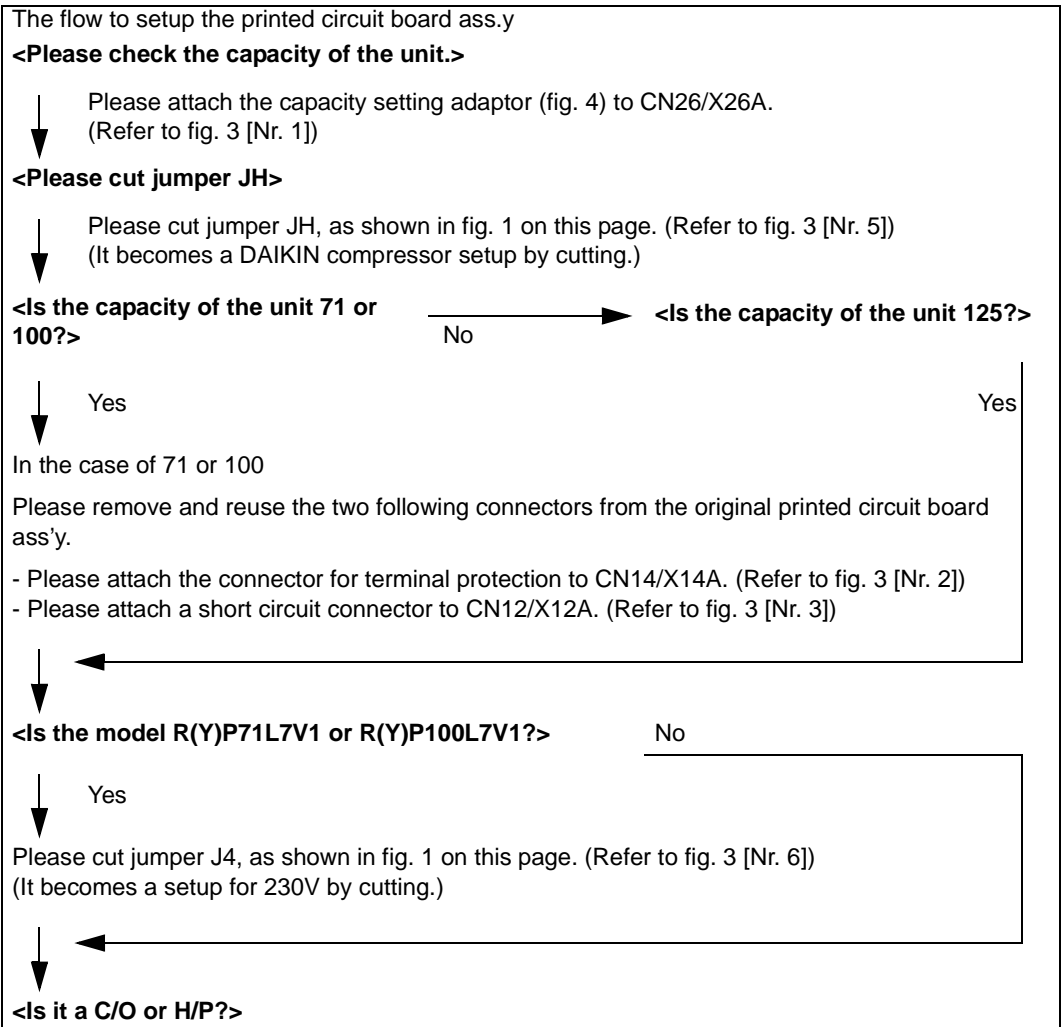 The flow to setup the printed circuit board ass.y
<Please check the capacity of the unit.>
Please attach the capacity setting adaptor (fig. 4) to CN26/X26A.
(Refer to fig. 3 [Nr. 1])
<Please cut jumper JH>
Please cut jumper JH, as shown in fig. 1 on this page. (Refer to fig. 3 [Nr. 5])
(It becomes a DAIKIN compressor setup by cutting.)
<Is the capacity of the unit 71 or
100?>
No
<Is the capacity of the unit 125?>
Yes
Yes
In the case of 71 or 100
Please remove and reuse the two following connectors from the original printed circuit board
ass'y.
- Please attach the connector for terminal protection to CN14/X14A. (Refer to fig. 3 [Nr. 2])
- Please attach a short circuit connector to CN12/X12A. (Refer to fig. 3 [Nr. 3])
<Is the model R(Y)P71L7V1 or R(Y)P100L7V1?>
No
Yes
Please cut jumper J4, as shown in fig. 1 on this page. (Refer to fig. 3 [Nr. 6])
(It becomes a setup for 230V by cutting.)
<Is it a C/O or H/P?>